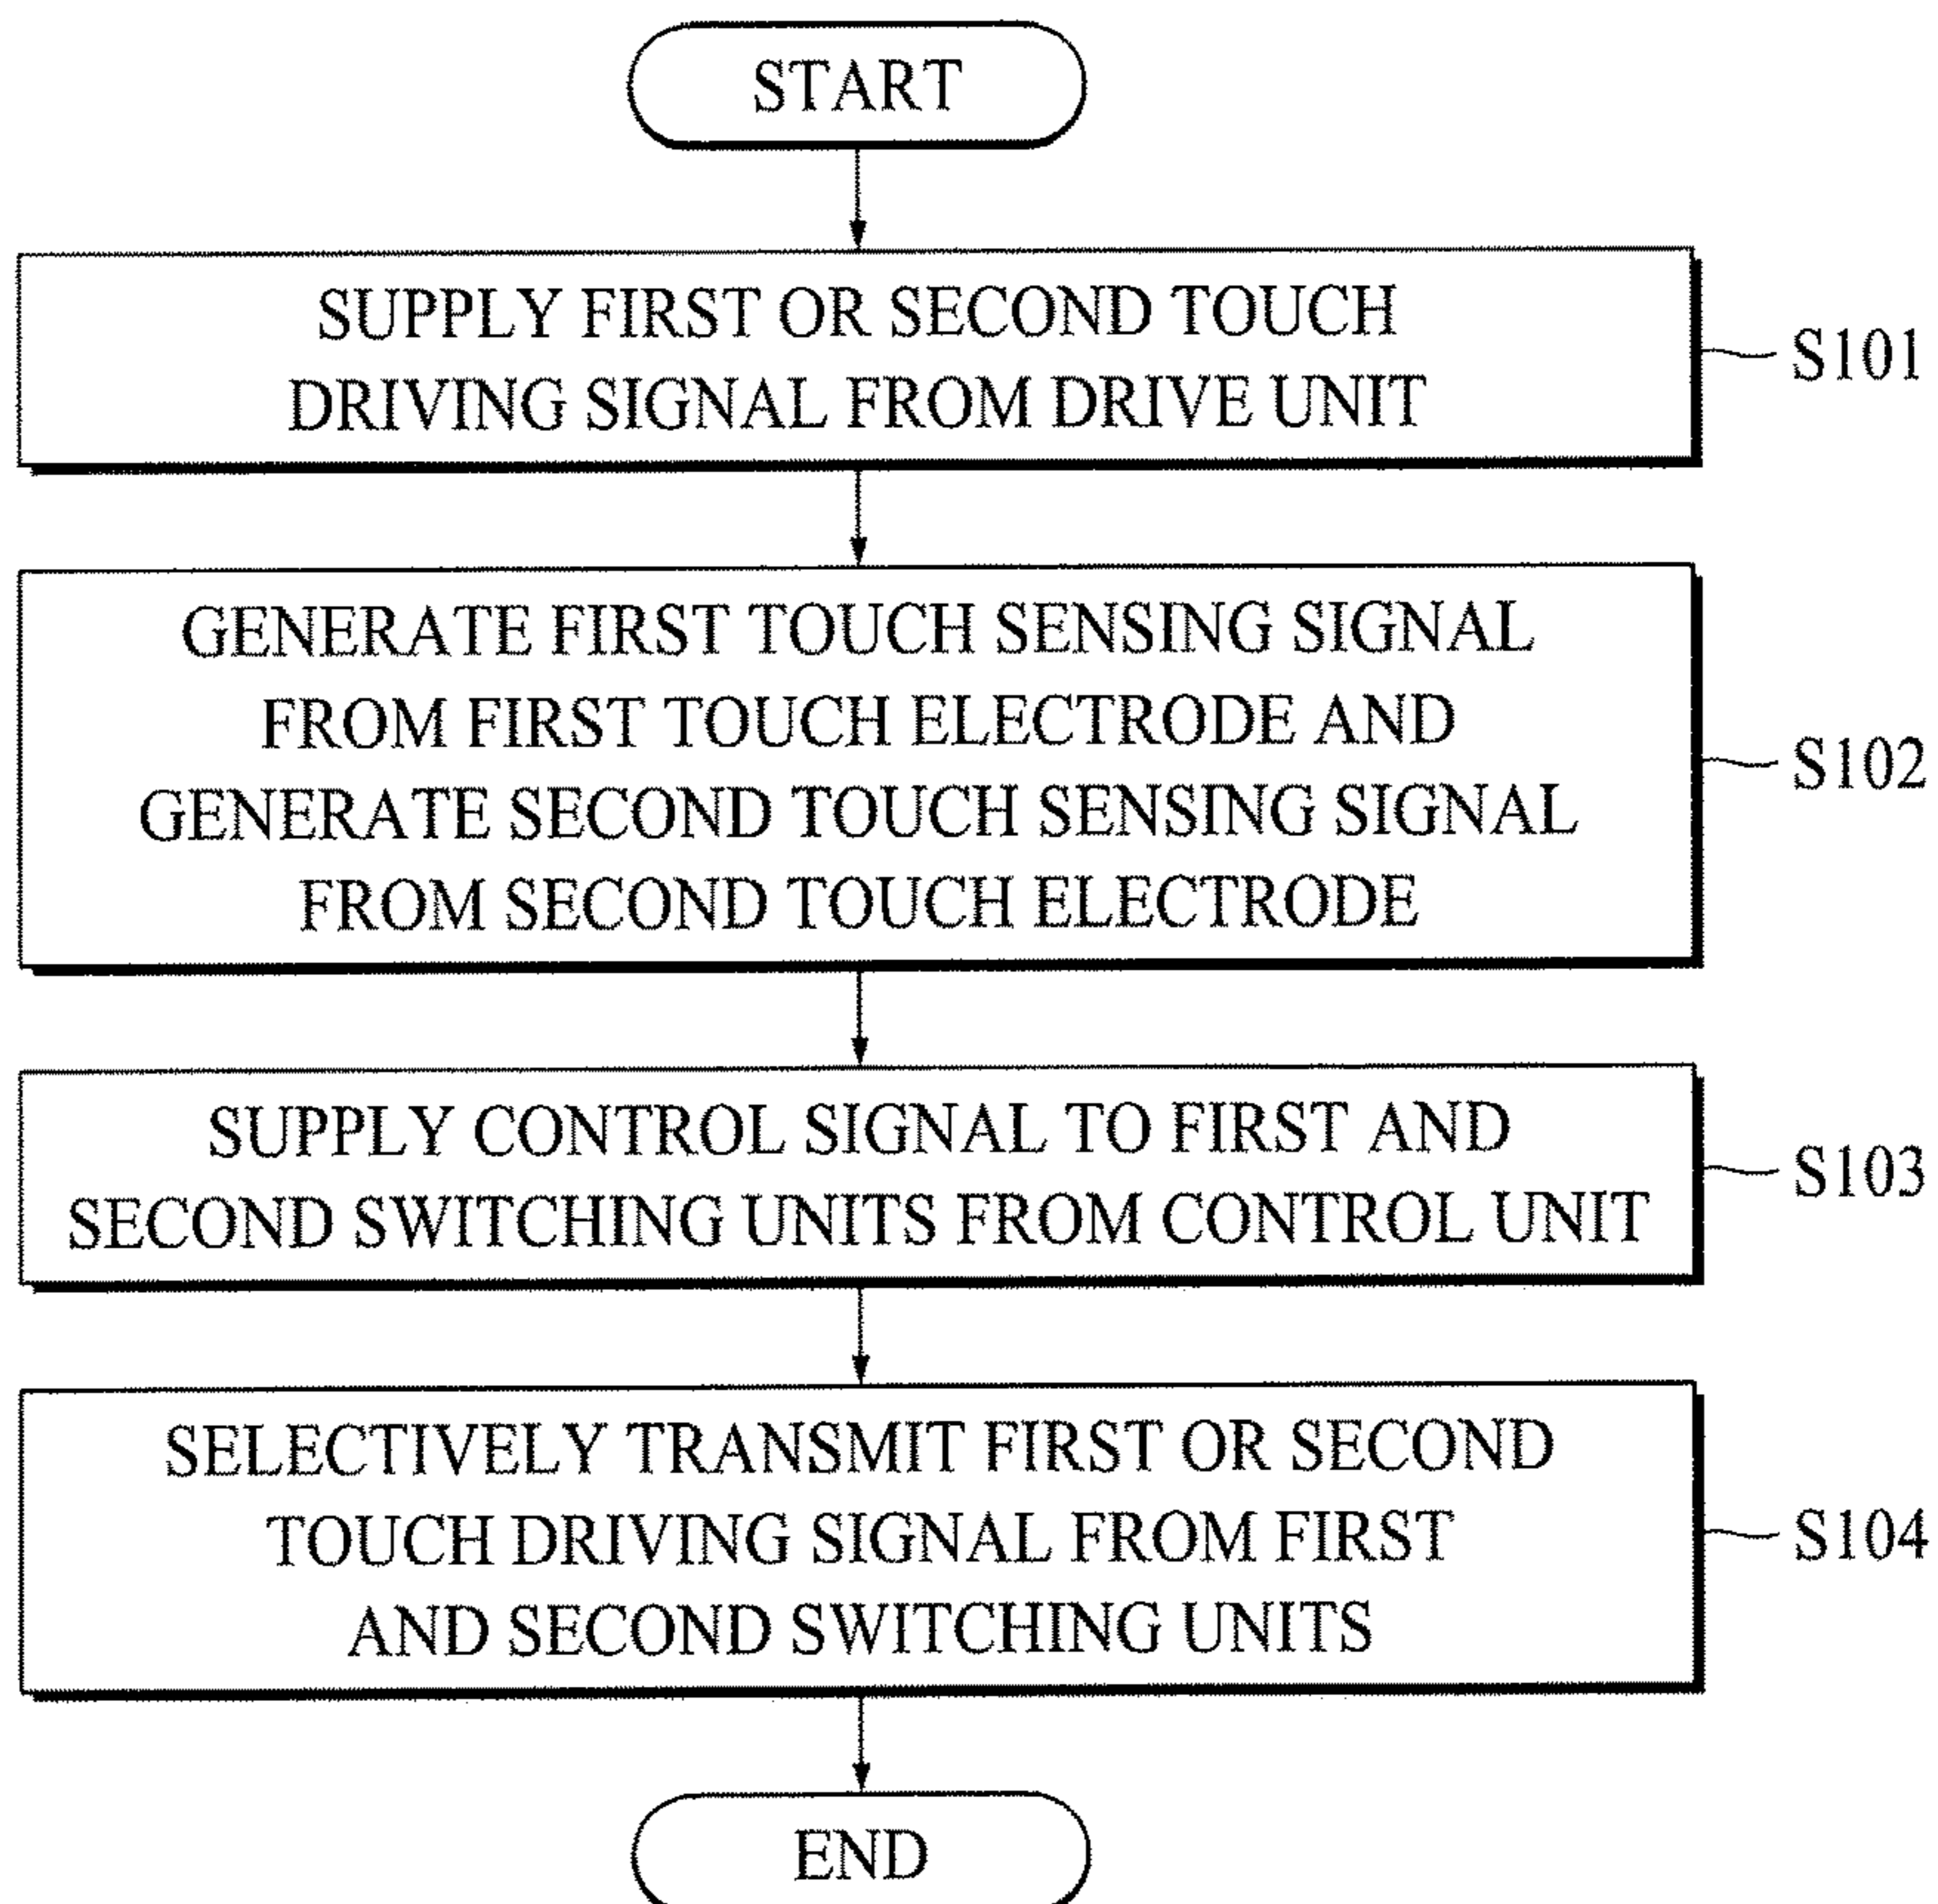 START
SUPPLY FIRST OR SECOND TOUCH
DRIVING SIGNAL FROM DRIVE UNIT
S101
GENERATE FIRST TOUCH SENSING SIGNAL
FROM FIRST TOUCH ELECTRODE AND
GENERATE SECOND TOUCH SENSING SIGNAL
FROM SECOND TOUCH ELECTRODE
S102
SUPPLY CONTROL SIGNAL TO FIRST AND
SECOND SWITCHING UNITS FROM CONTROL UNIT
S103
SELECTIVELY TRANSMIT FIRST OR SECOND
TOUCH DRIVING SIGNAL FROM FIRST
AND SECOND SWITCHING UNITS
S104
END